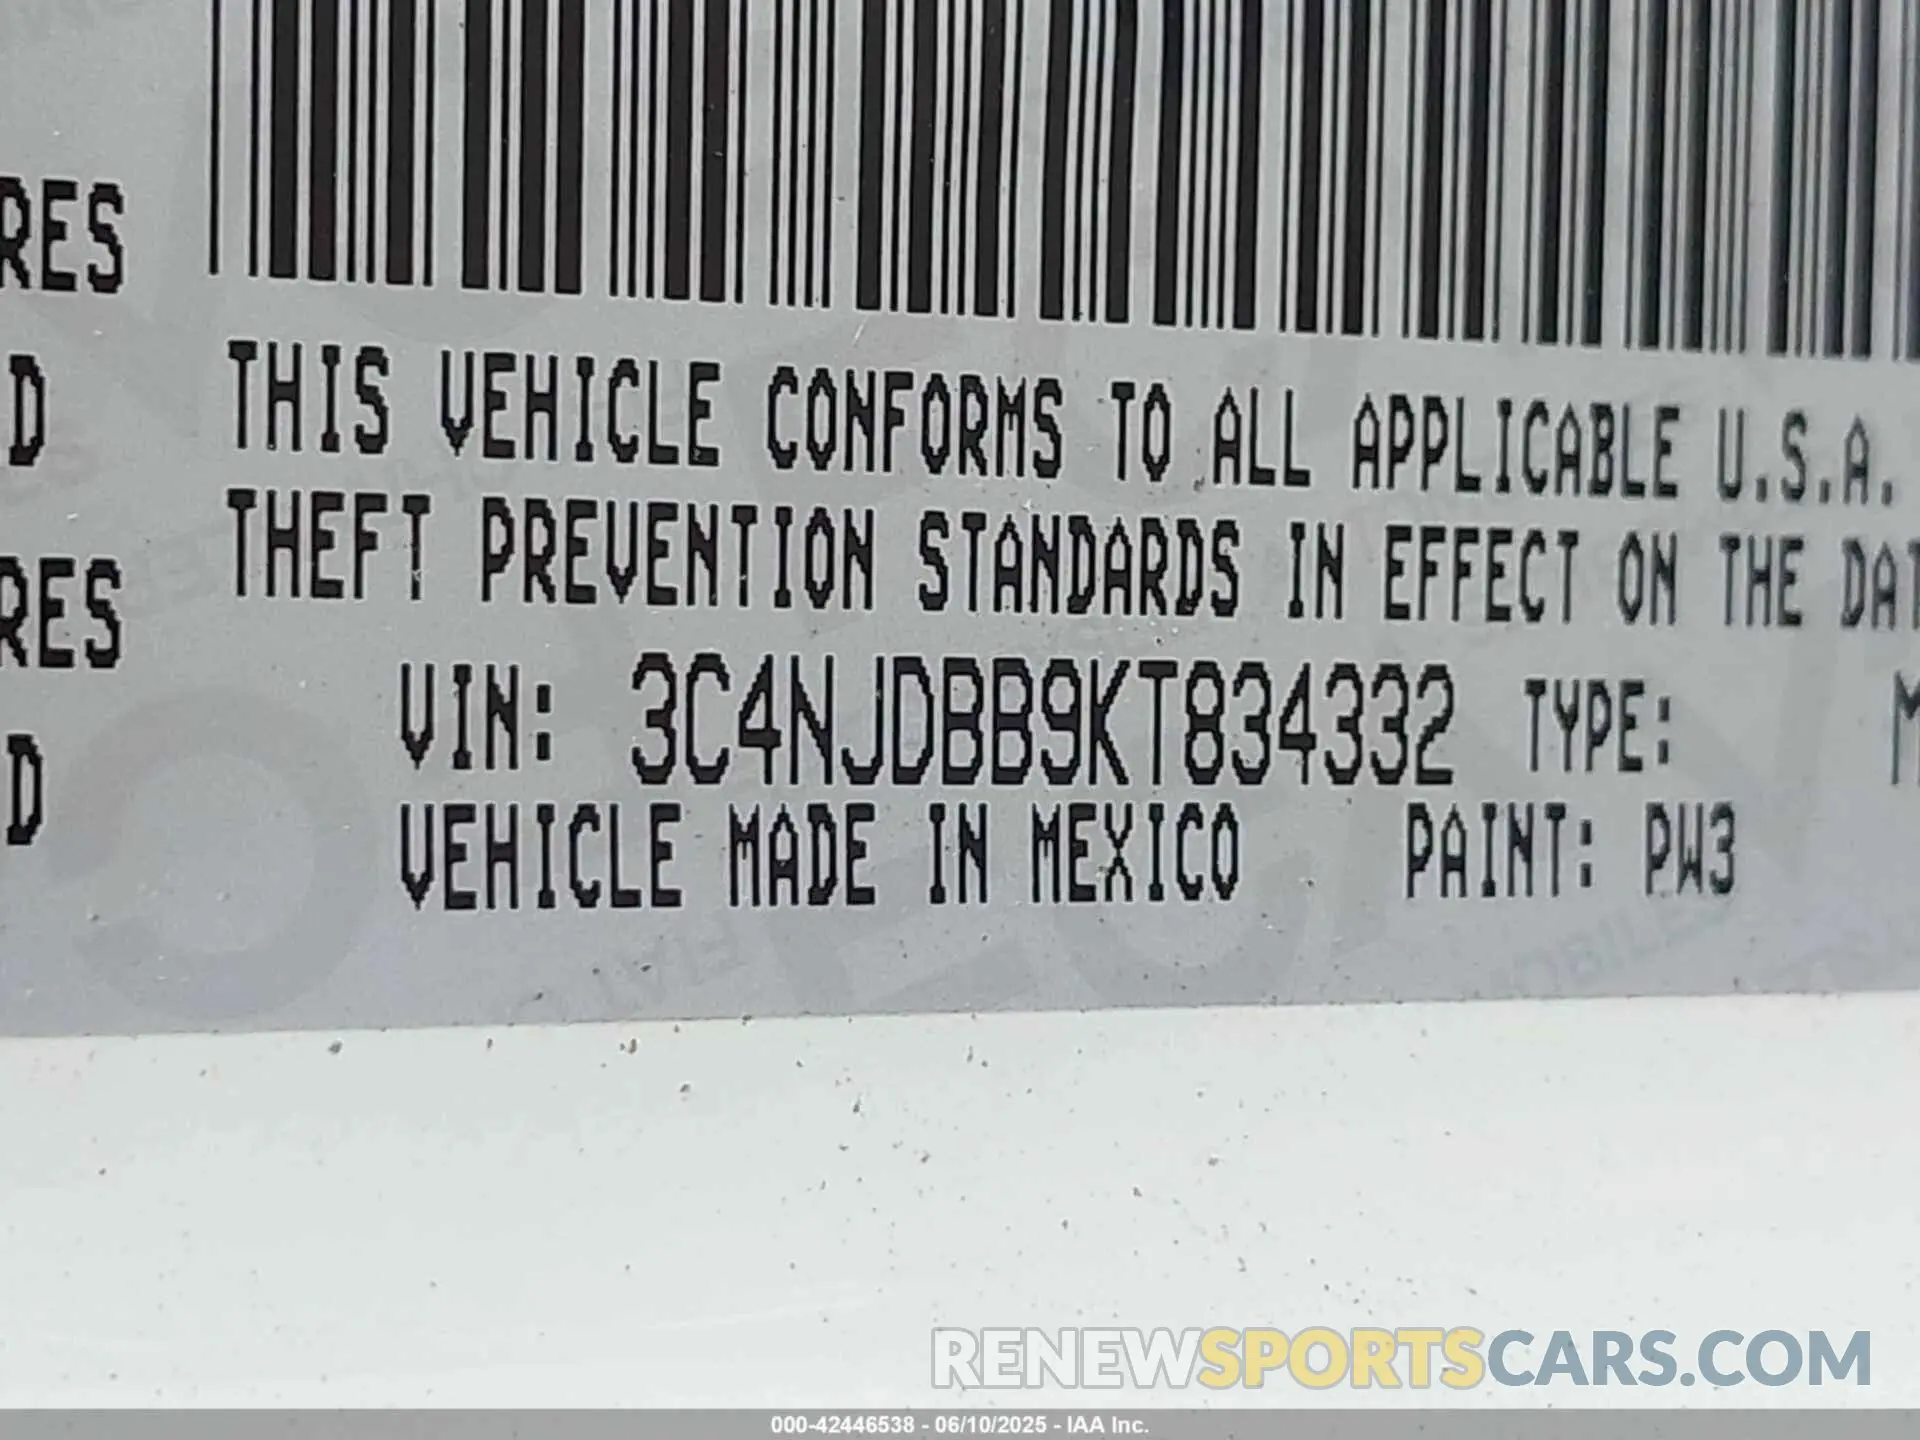 RES
D
RES
D
THIS VEHICLE CONFORMS TO ALL APPLICABLE U.S.A.
THEFT PREVENTION STANDARDS IN EFFECT ON THE DAT
VIN: 3C4NJDBB9KT834332 TYPE: M
VEHICLE MADE IN MEXICO PAINT: PW3
RENEWSPORTSCARS.COM
000-42446538 - 06/10/2025 - IAA Inc.